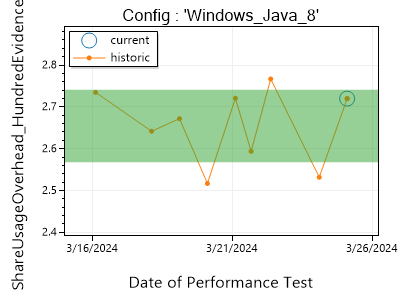 Config : 'Windows_Java_8'
current
historic
ShareUsageOverhead_HundredEvidence
2.8
2.7
2.6
2.5
2.4
3/16/2024
3/21/2024
3/26/2024
Date of Performance Test